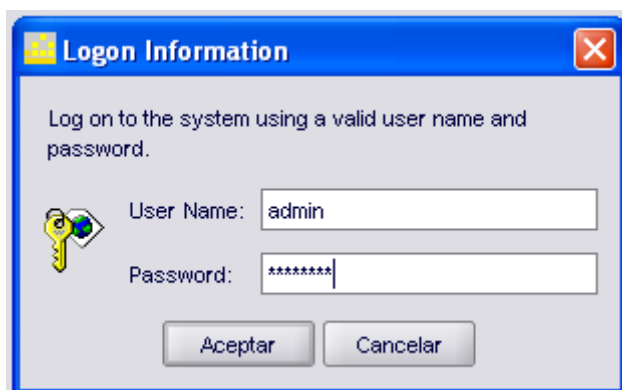 Logon Information
Log on to the system using a valid user name and
password.
User Name: admin
Password: ********
Aceptar Cancelar